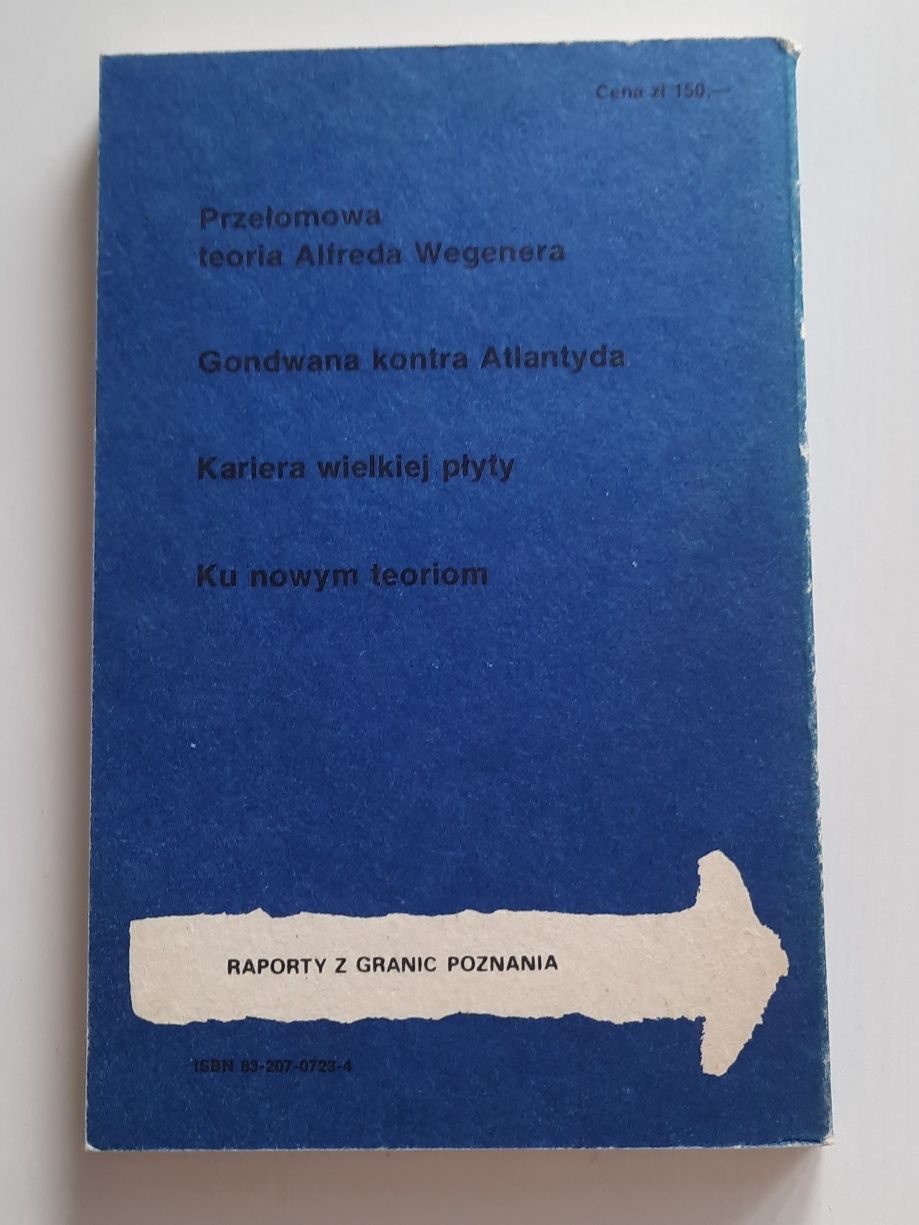 Cena zł 150,—
Przełomowa
teoria Alfreda Wegenera
Gondwana kontra Atlantyda
Kariera wielkiej płyty
Ku nowym teoriom
RAPORTY Z GRANIC POZNANIA
ISBN 83-207-0723-4